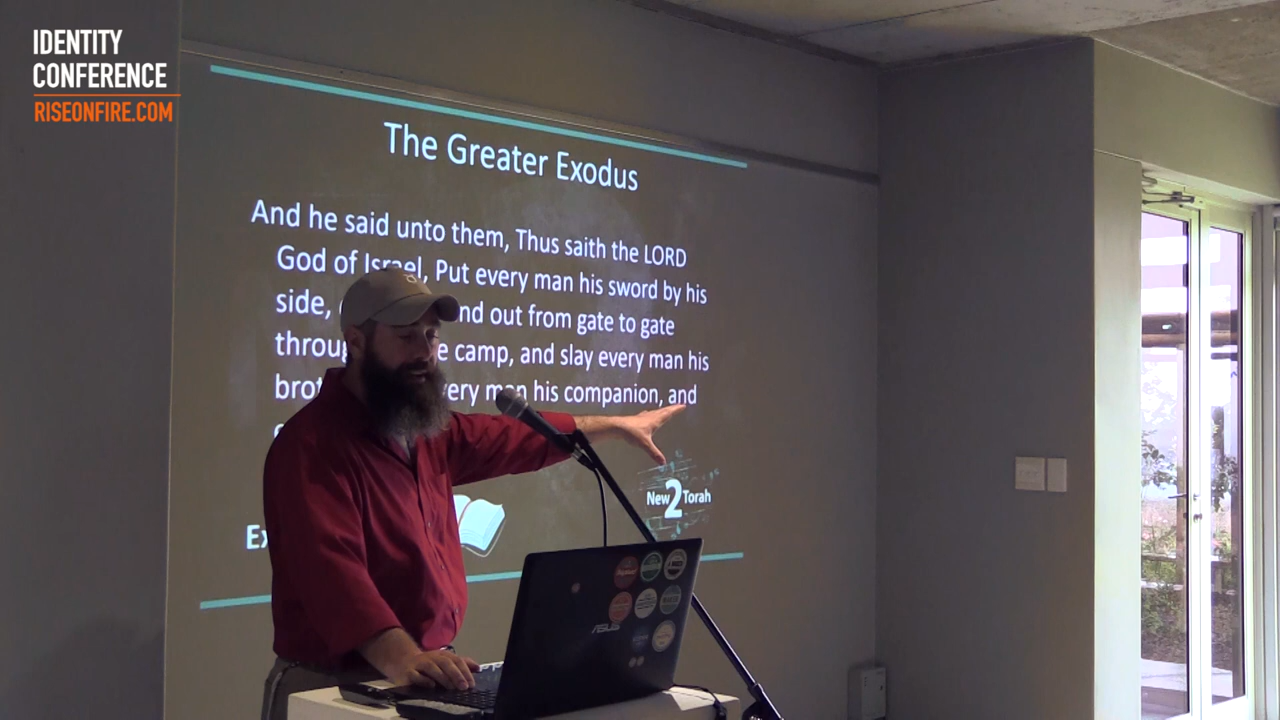 IDENTITY
CONFERENCE
RISEONFIRE.COM
The Greater Exodus
And he said unto them, Thus saith the LORD
God of Israel, Put every man his sword by his
side, nd out from gate to gate
throug e camp, and slay every man his
brot very man his companion, and
New 2 Torah
Ex
ASUS